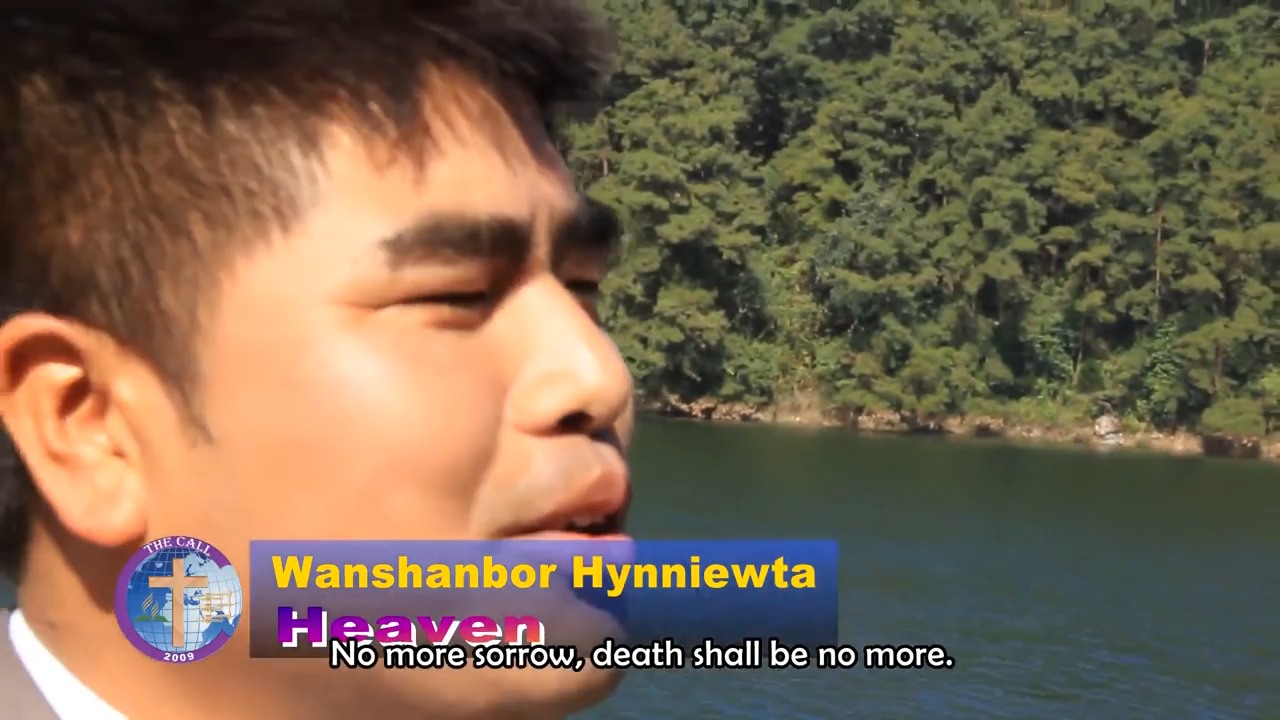 THE CALL
2009
Wanshanbor Hynniewta
Heaven
No more sorrow, death shall be no more.